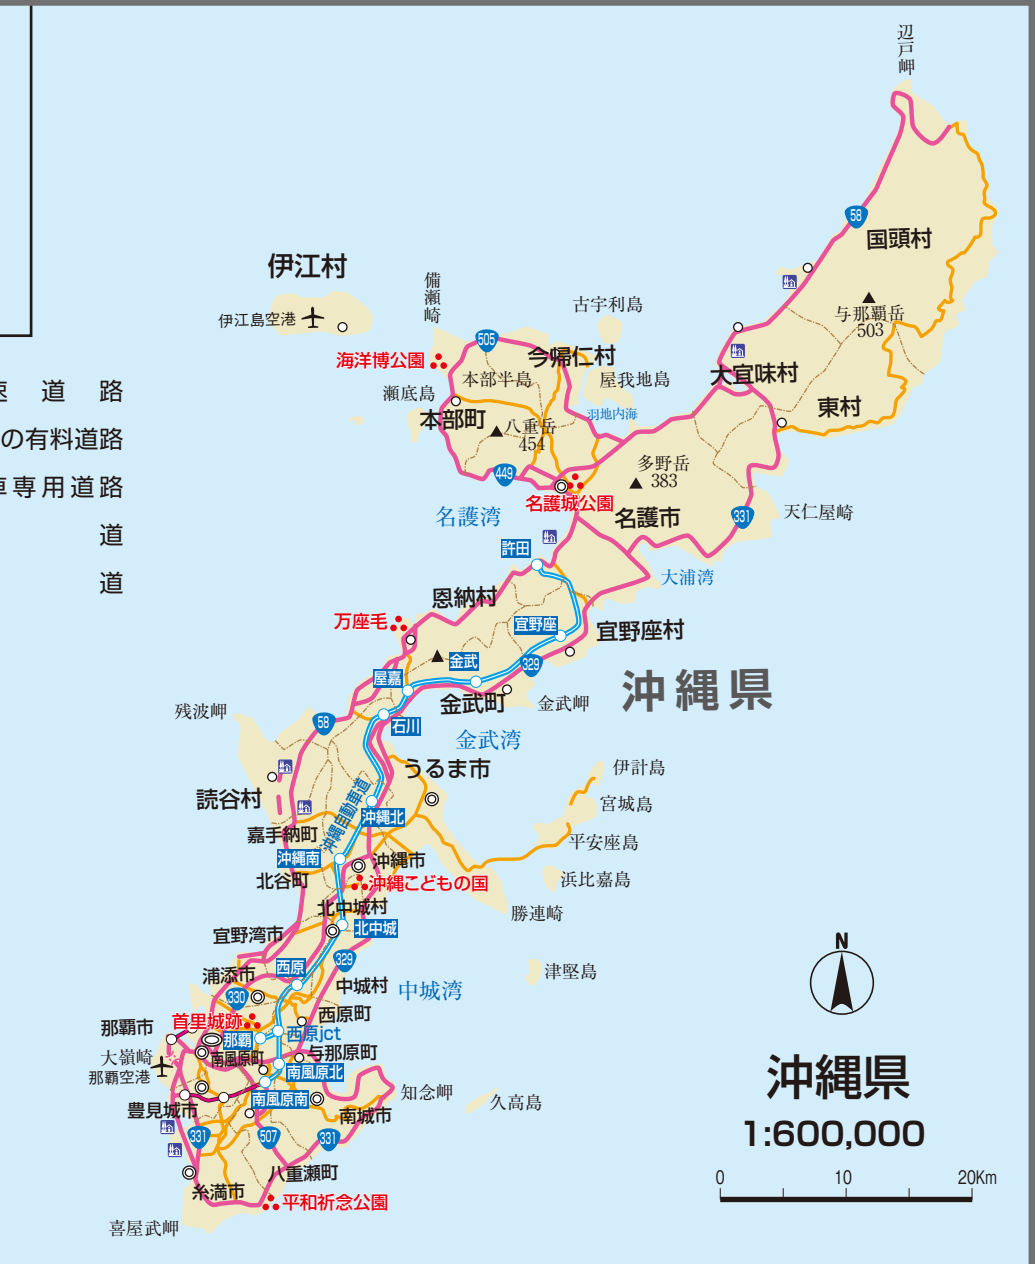 辺戸岬
58
国頭村
伊江村
備瀬崎
与那覇岳
503
古宇利島
伊江島空港
505
海洋博公園
今帰仁村
本部半島
屋我地島
大宜味村
瀬底島
東村
羽地内海
本部町
八重岳
454
多野岳
383
449
名護城公園
天仁屋崎
名護湾
名護市
331
許田
大浦湾
恩納村
万座毛
宜野座
宜野座村
金武
329
屋嘉
沖縄県
金武町
金武岬
残波岬
58
石川
金武湾
うるま市
伊計島
読谷村
宮城島
沖縄自動車道
沖縄北
嘉手納町
平安座島
沖縄南
沖縄市
北谷町
沖縄こどもの国
浜比嘉島
北中城村
勝連崎
北中城
宜野湾市
329
西原
津堅島
浦添市
中城村
中城湾
330
西原町
首里城跡
那覇市
那覇
西原jct
大嶺崎
南風原町
与那原町
那覇空港
南風原北
知念岬
南風原南
久高島
豊見城市
南城市
331
507
331
八重瀬町
糸満市
平和祈念公園
喜屋武岬
速道路
の有料道路
車専用道路
道
道
N
沖縄県
1:600,000
0 10 20Km